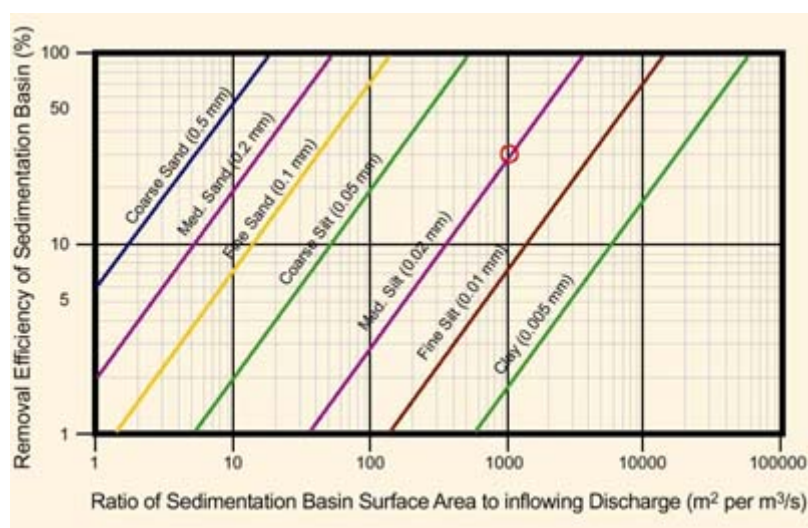 Removal Efficiency of Sedimentation Basin (%)
100
50
10
5
1
Coarse Sand (0.5 mm)
Med. Sand (0.2 mm)
Fine Sand (0.1 mm)
Coarse Silt (0.05 mm)
Med. Silt (0.02 mm)
Fine Silt (0.01 mm)
Clay (0.005 mm)
1 10 100 1000 10000 100000
Ratio of Sedimentation Basin Surface Area to inflowing Discharge (m² per m³/s)